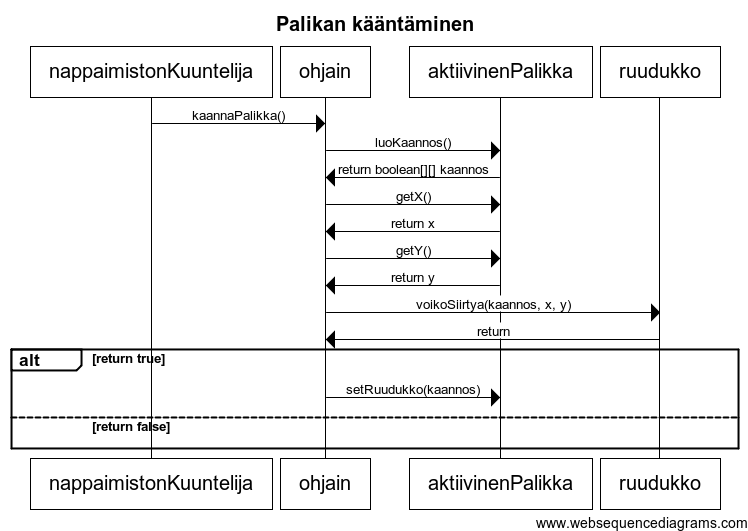 Palikan kääntäminen
nappaimistonKuuntelija ohjain aktiivinenPalikka ruudukko
kaannaPalikka()
luoKaannos()
return boolean[][] kaannos
getX()
return x
getY()
return y
voikoSiirtya(kaannos, x, y)
return
alt [return true]
setRuudukko(kaannos)
[return false]
nappaimistonKuuntelija ohjain aktiivinenPalikka ruudukko
www.websequencediagrams.com